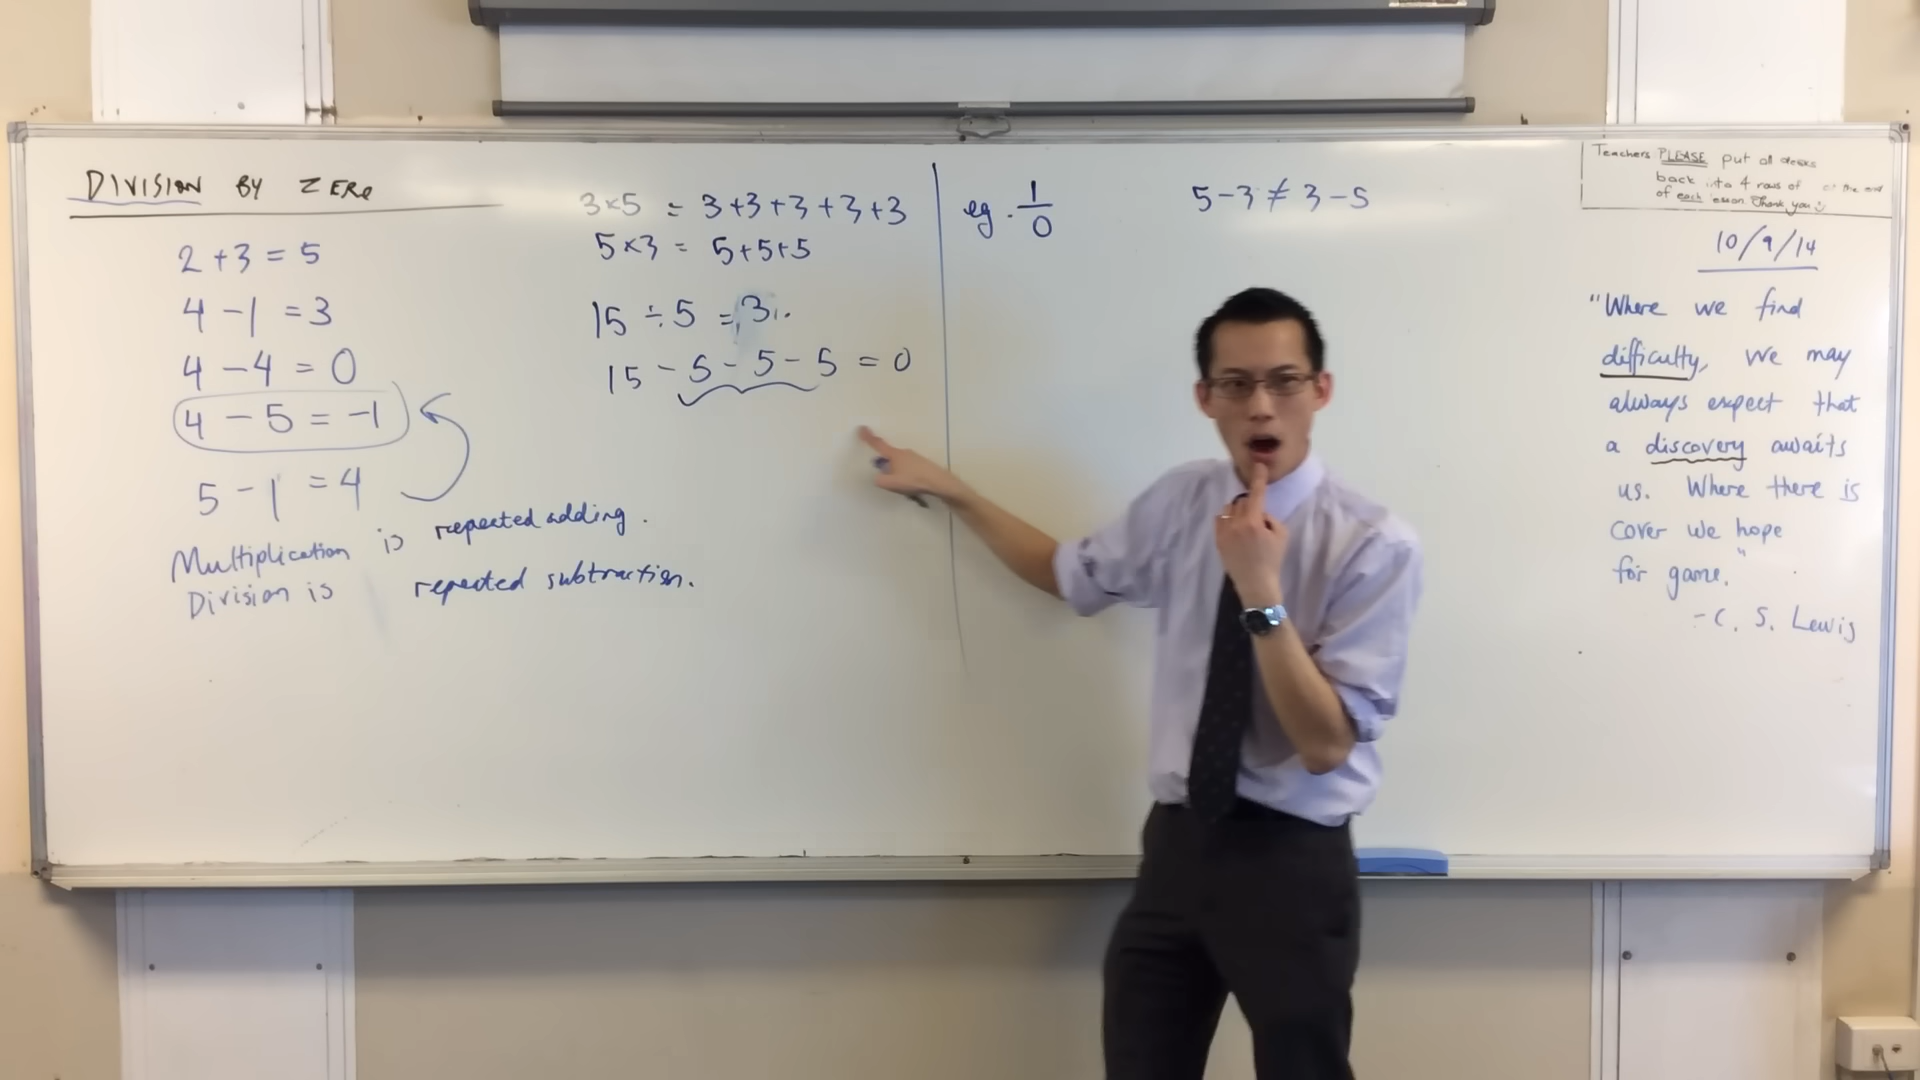 DIVISION BY ZERO
2 + 3 = 5
4 - 1 = 3
4 - 4 = 0
4 - 5 = -1
5 - 1 = 4
Multiplication is repeated adding.
Division is repeated subtraction.
3×5 = 3+3+3+3+3
5×3 = 5+5+5
15 ÷ 5 = 3
15 - 5 - 5 - 5 = 0
eg. 1/0
5-3 ≠ 3-5
Teachers PLEASE put all desks
back into 4 rows of at the end
of each lesson. Thank you
10/9/14
"Where we find
difficulty, we may
always expect that
a discovery awaits
us. Where there is
cover we hope
for game."
- C. S. Lewis